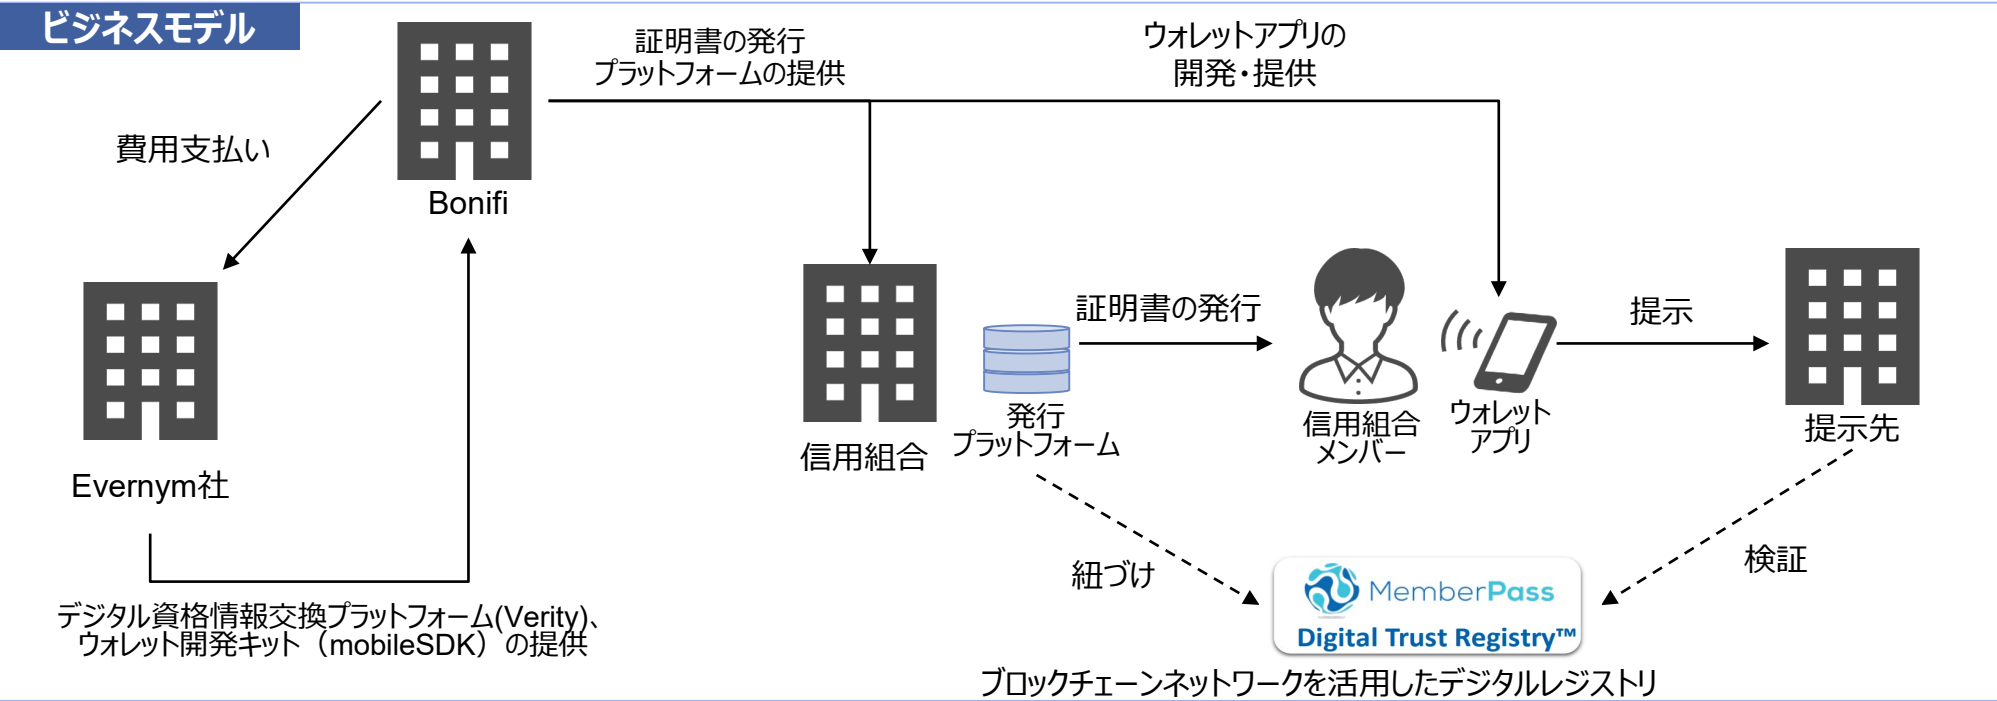 ビジネスモデル
証明書の発行
プラットフォームの提供
ウォレットアプリの
開発・提供
費用支払い
Bonifi
証明書の発行
提示
発行
プラットフォーム
信用組合
信用組合
メンバー
ウォレット
アプリ
提示先
Evernym社
紐づけ
検証
MemberPass
Digital Trust Registry™
デジタル資格情報交換プラットフォーム(Verity)、
ウォレット開発キット（mobileSDK）の提供
ブロックチェーンネットワークを活用したデジタルレジストリ